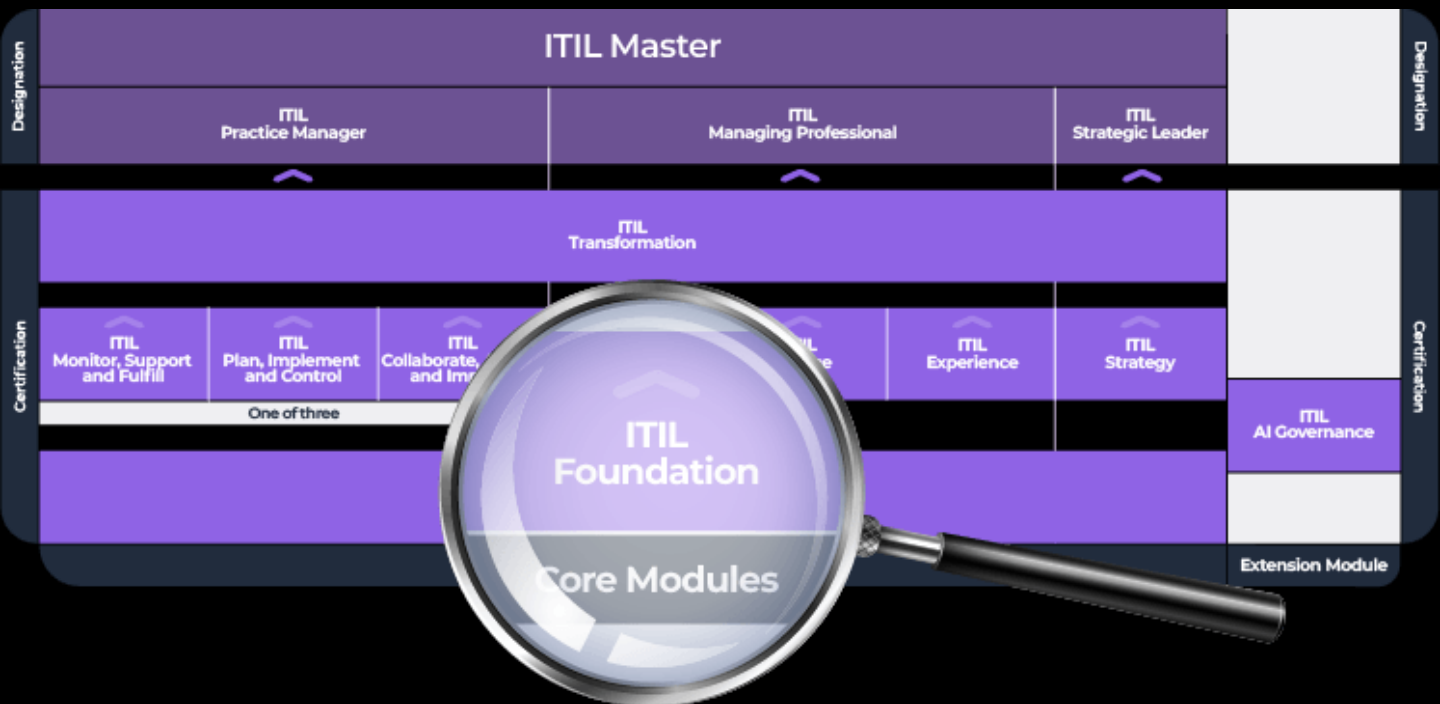 Designation
ITIL Master
Designation
ITIL
Practice Manager
ITIL
Managing Professional
ITIL
Strategic Leader
ITIL
Transformation
Certification
ITIL
Monitor, Support
and Fulfill
ITIL
Plan, Implement
and Control
ITIL
Collaborate,
and
ITIL
Experience
ITIL
Strategy
Certification
One of three
ITIL
AI Governance
ITIL
Foundation
Core Modules
Extension Module